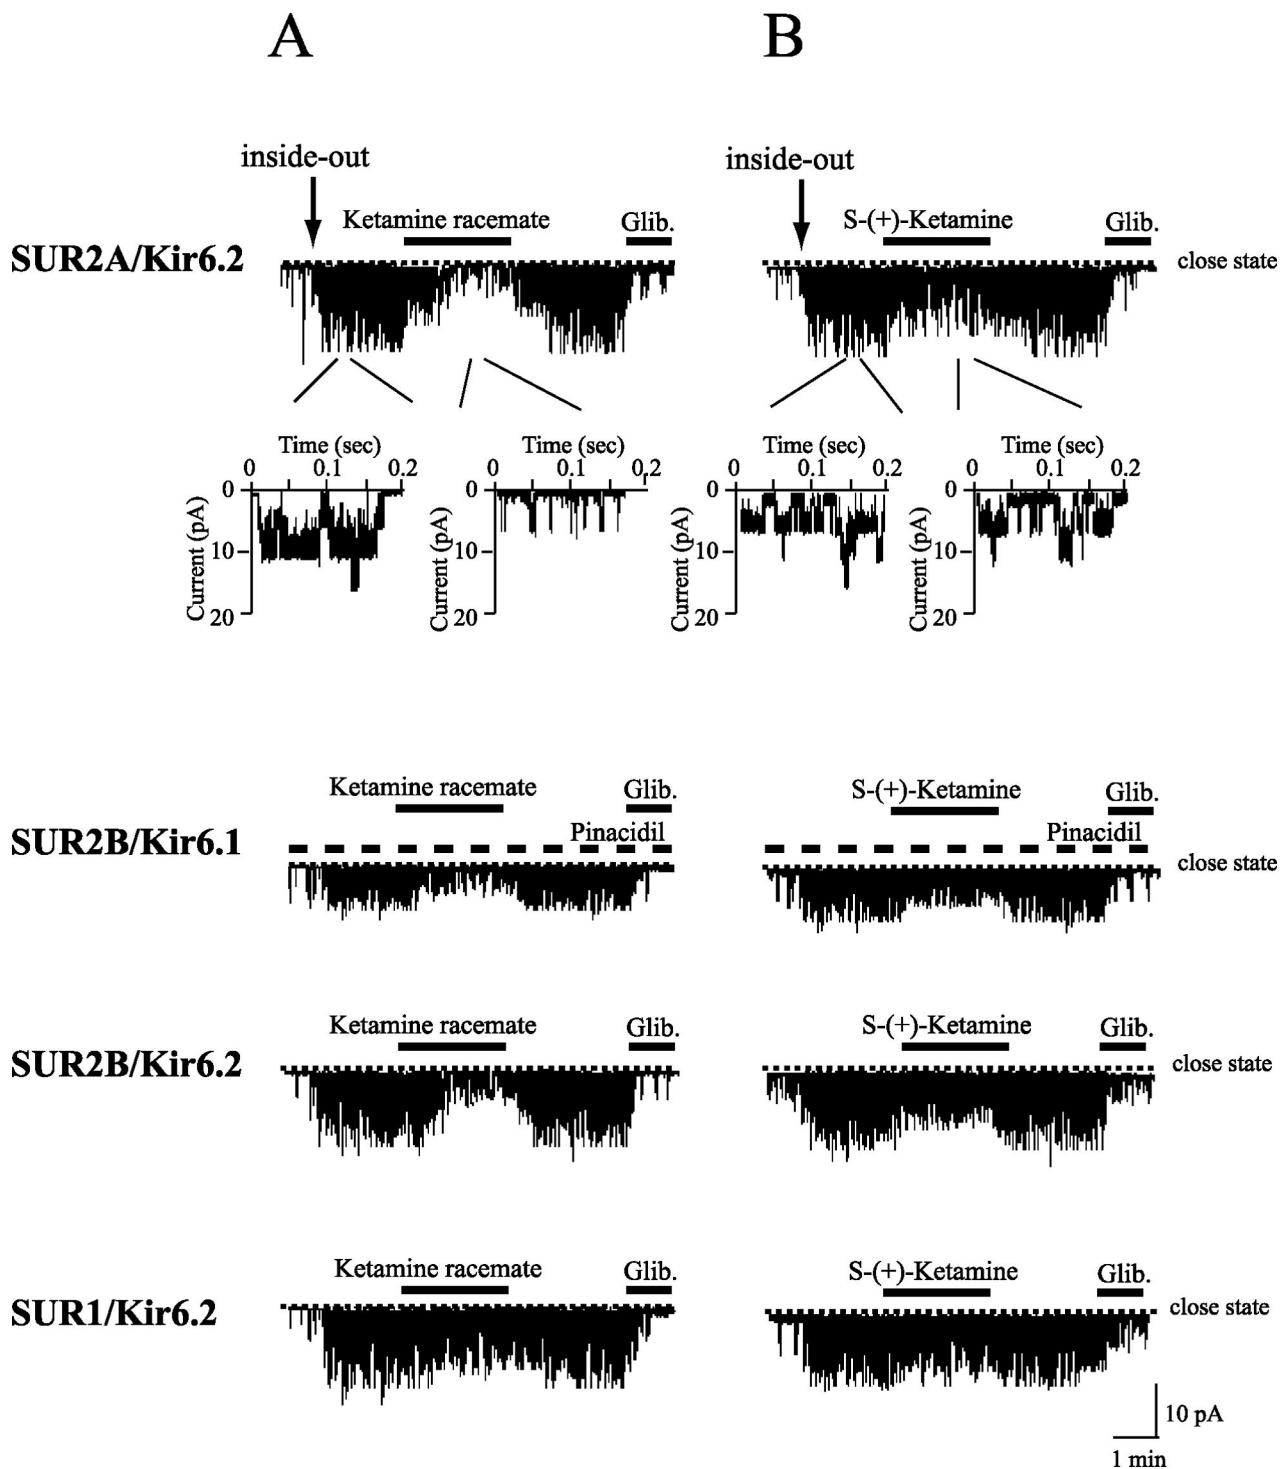 A
B
inside-out
inside-out
Ketamine racemate
Glib.
S-(+)-Ketamine
Glib.
SUR2A/Kir6.2
close state
Time (sec)
Time (sec)
Time (sec)
Time (sec)
0 0.1 0.2
0 0.1 0.2
0 0.1 0.2
0 0.1 0.2
Current (pA)
0
10
20
Current (pA)
0
10
20
Current (pA)
0
10
20
Current (pA)
0
10
20
Ketamine racemate
Glib.
S-(+)-Ketamine
Glib.
Pinacidil
Pinacidil
SUR2B/Kir6.1
close state
Ketamine racemate
Glib.
S-(+)-Ketamine
Glib.
SUR2B/Kir6.2
close state
Ketamine racemate
Glib.
S-(+)-Ketamine
Glib.
SUR1/Kir6.2
close state
10 pA
1 min